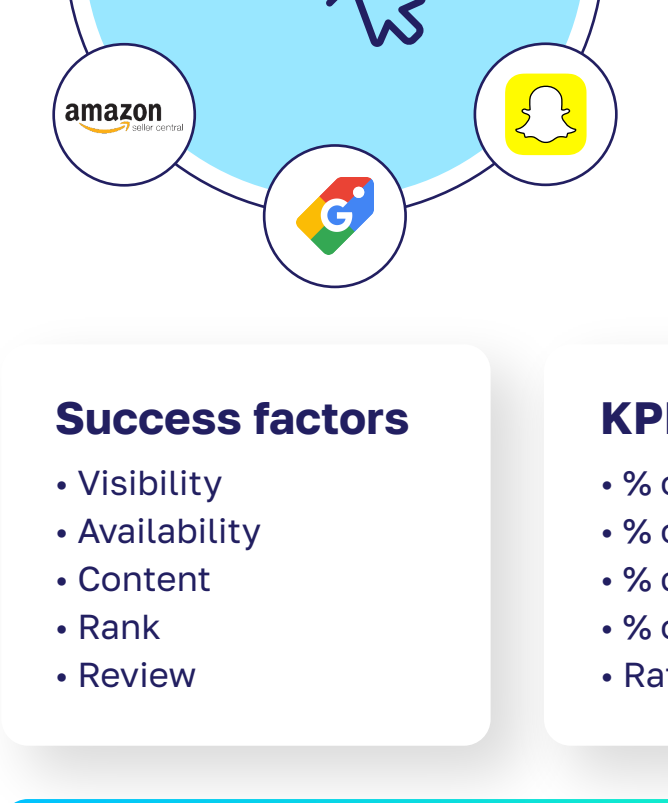 amazon
seller central
G
Success factors
• Visibility
• Availability
• Content
• Rank
• Review
• %
• %
• %
• %